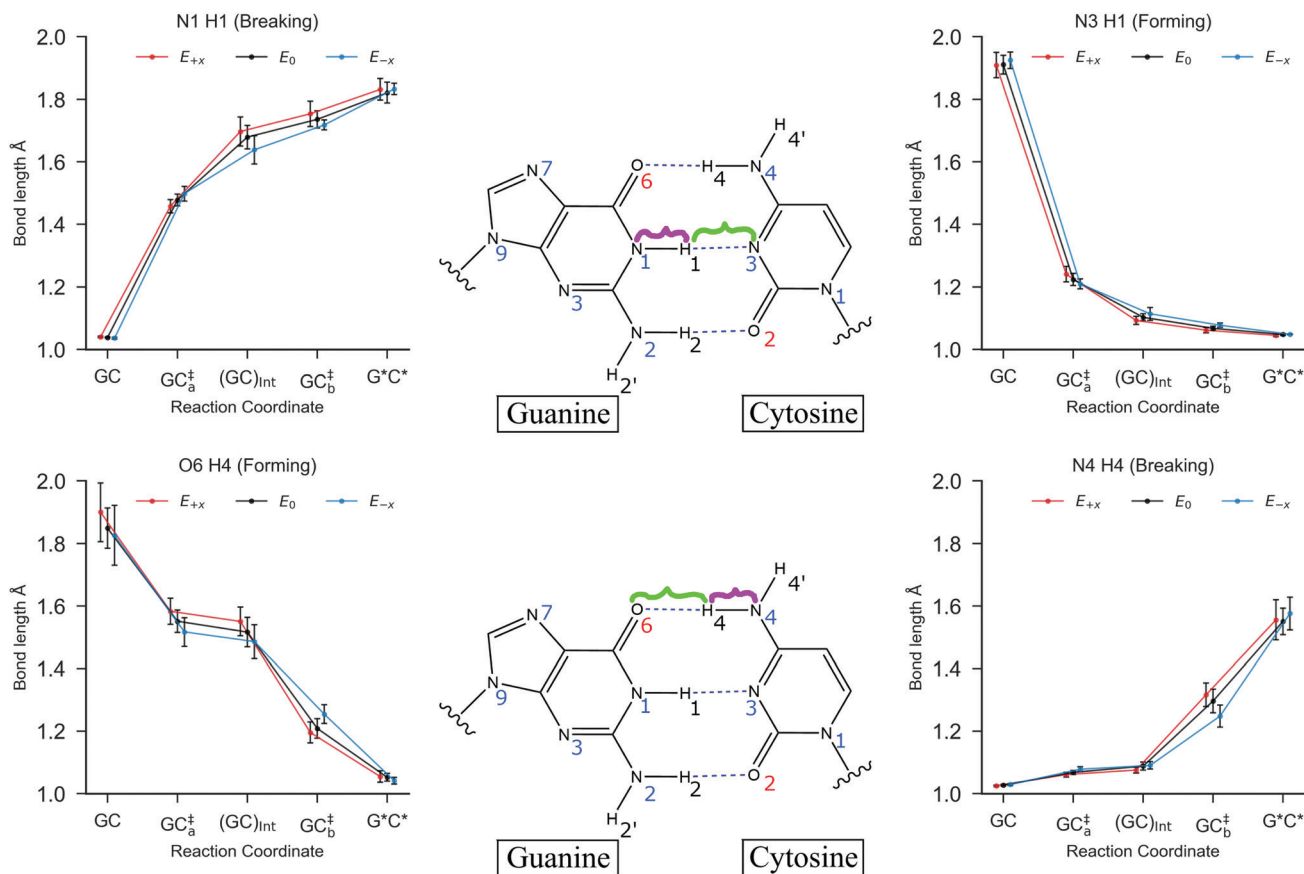 N1 H1 (Breaking)
2.0
1.8
1.6
1.4
1.2
1.0
Bond length Å
E+x E0 E−x
GC GC‡a (GC)Int GC‡b G*C*
Reaction Coordinate
H
4'
O
6
H
4
N
4
N
7
N
9
N
1
H
1
N
3
N
3
N
1
N
2
H
2
O
2
H
2'
Guanine
Cytosine
N3 H1 (Forming)
2.0
1.8
1.6
1.4
1.2
1.0
Bond length Å
E+x E0 E−x
GC GC‡a (GC)Int GC‡b G*C*
Reaction Coordinate
O6 H4 (Forming)
2.0
1.8
1.6
1.4
1.2
1.0
Bond length Å
E+x E0 E−x
GC GC‡a (GC)Int GC‡b G*C*
Reaction Coordinate
H
4'
O
6
H
4
N
4
N
7
N
9
N
1
H
1
N
3
N
3
N
1
N
2
H
2
O
2
H
2'
Guanine
Cytosine
N4 H4 (Breaking)
2.0
1.8
1.6
1.4
1.2
1.0
Bond length Å
E+x E0 E−x
GC GC‡a (GC)Int GC‡b G*C*
Reaction Coordinate